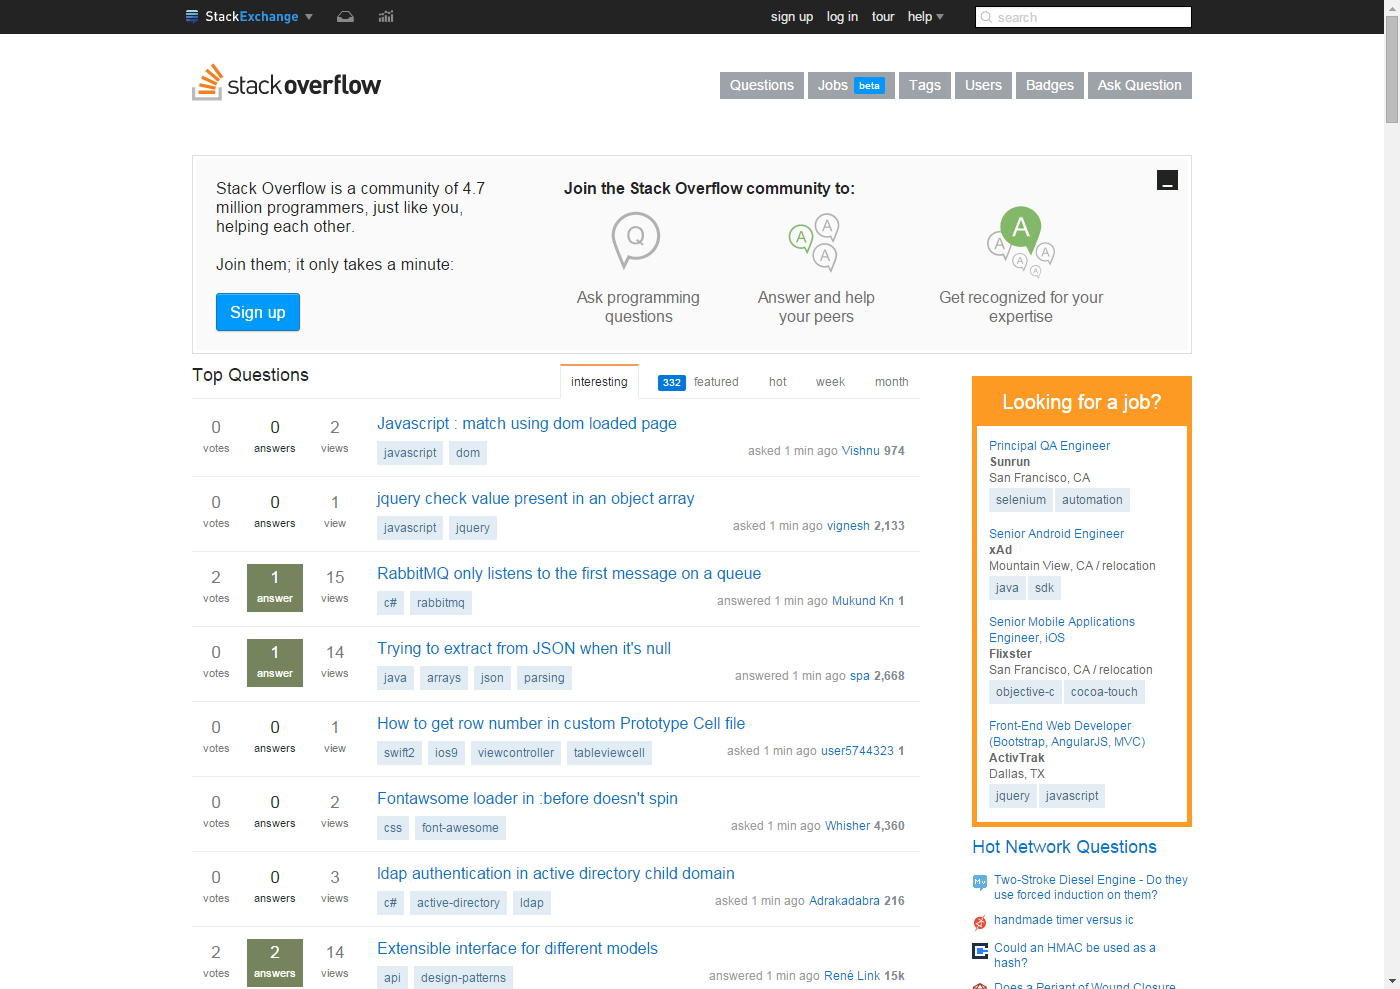 StackExchange
sign up log in tour help
search
stackoverflow
Questions
Jobs beta
Tags
Users
Badges
Ask Question
Stack Overflow is a community of 4.7
million programmers, just like you,
helping each other.
Join them; it only takes a minute:
Sign up
Join the Stack Overflow community to:
Q
Ask programming
questions
A A
A
Answer and help
your peers
A
A A
A A
Get recognized for your
expertise
Top Questions
interesting
332 featured
hot
week
month
0 0 2
votes answers views
Javascript : match using dom loaded page
javascript dom
asked 1 min ago Vishnu 974
0 0 1
votes answers view
jquery check value present in an object array
javascript jquery
asked 1 min ago vignesh 2,133
2 1 15
votes answer views
RabbitMQ only listens to the first message on a queue
c# rabbitmq
answered 1 min ago Mukund Kn 1
0 1 14
votes answer views
Trying to extract from JSON when it's null
java arrays json parsing
answered 1 min ago spa 2,668
0 0 1
votes answers view
How to get row number in custom Prototype Cell file
swift2 ios9 viewcontroller tableviewcell
asked 1 min ago user5744323 1
0 0 2
votes answers views
Fontawsome loader in :before doesn't spin
css font-awesome
asked 1 min ago Whisher 4,360
0 0 3
votes answers views
ldap authentication in active directory child domain
c# active-directory ldap
asked 1 min ago Adrakadabra 216
2 2 14
votes answers views
Extensible interface for different models
api design-patterns
answered 1 min ago René Link 15k
Looking for a job?
Principal QA Engineer
Sunrun
San Francisco, CA
selenium automation
Senior Android Engineer
xAd
Mountain View, CA / relocation
java sdk
Senior Mobile Applications
Engineer, iOS
Flixster
San Francisco, CA / relocation
objective-c cocoa-touch
Front-End Web Developer
(Bootstrap, AngularJS, MVC)
ActivTrak
Dallas, TX
jquery javascript
Hot Network Questions
Two-Stroke Diesel Engine - Do they
use forced induction on them?
handmade timer versus ic
Could an HMAC be used as a
hash?
Does a Periapt of Wound Closure